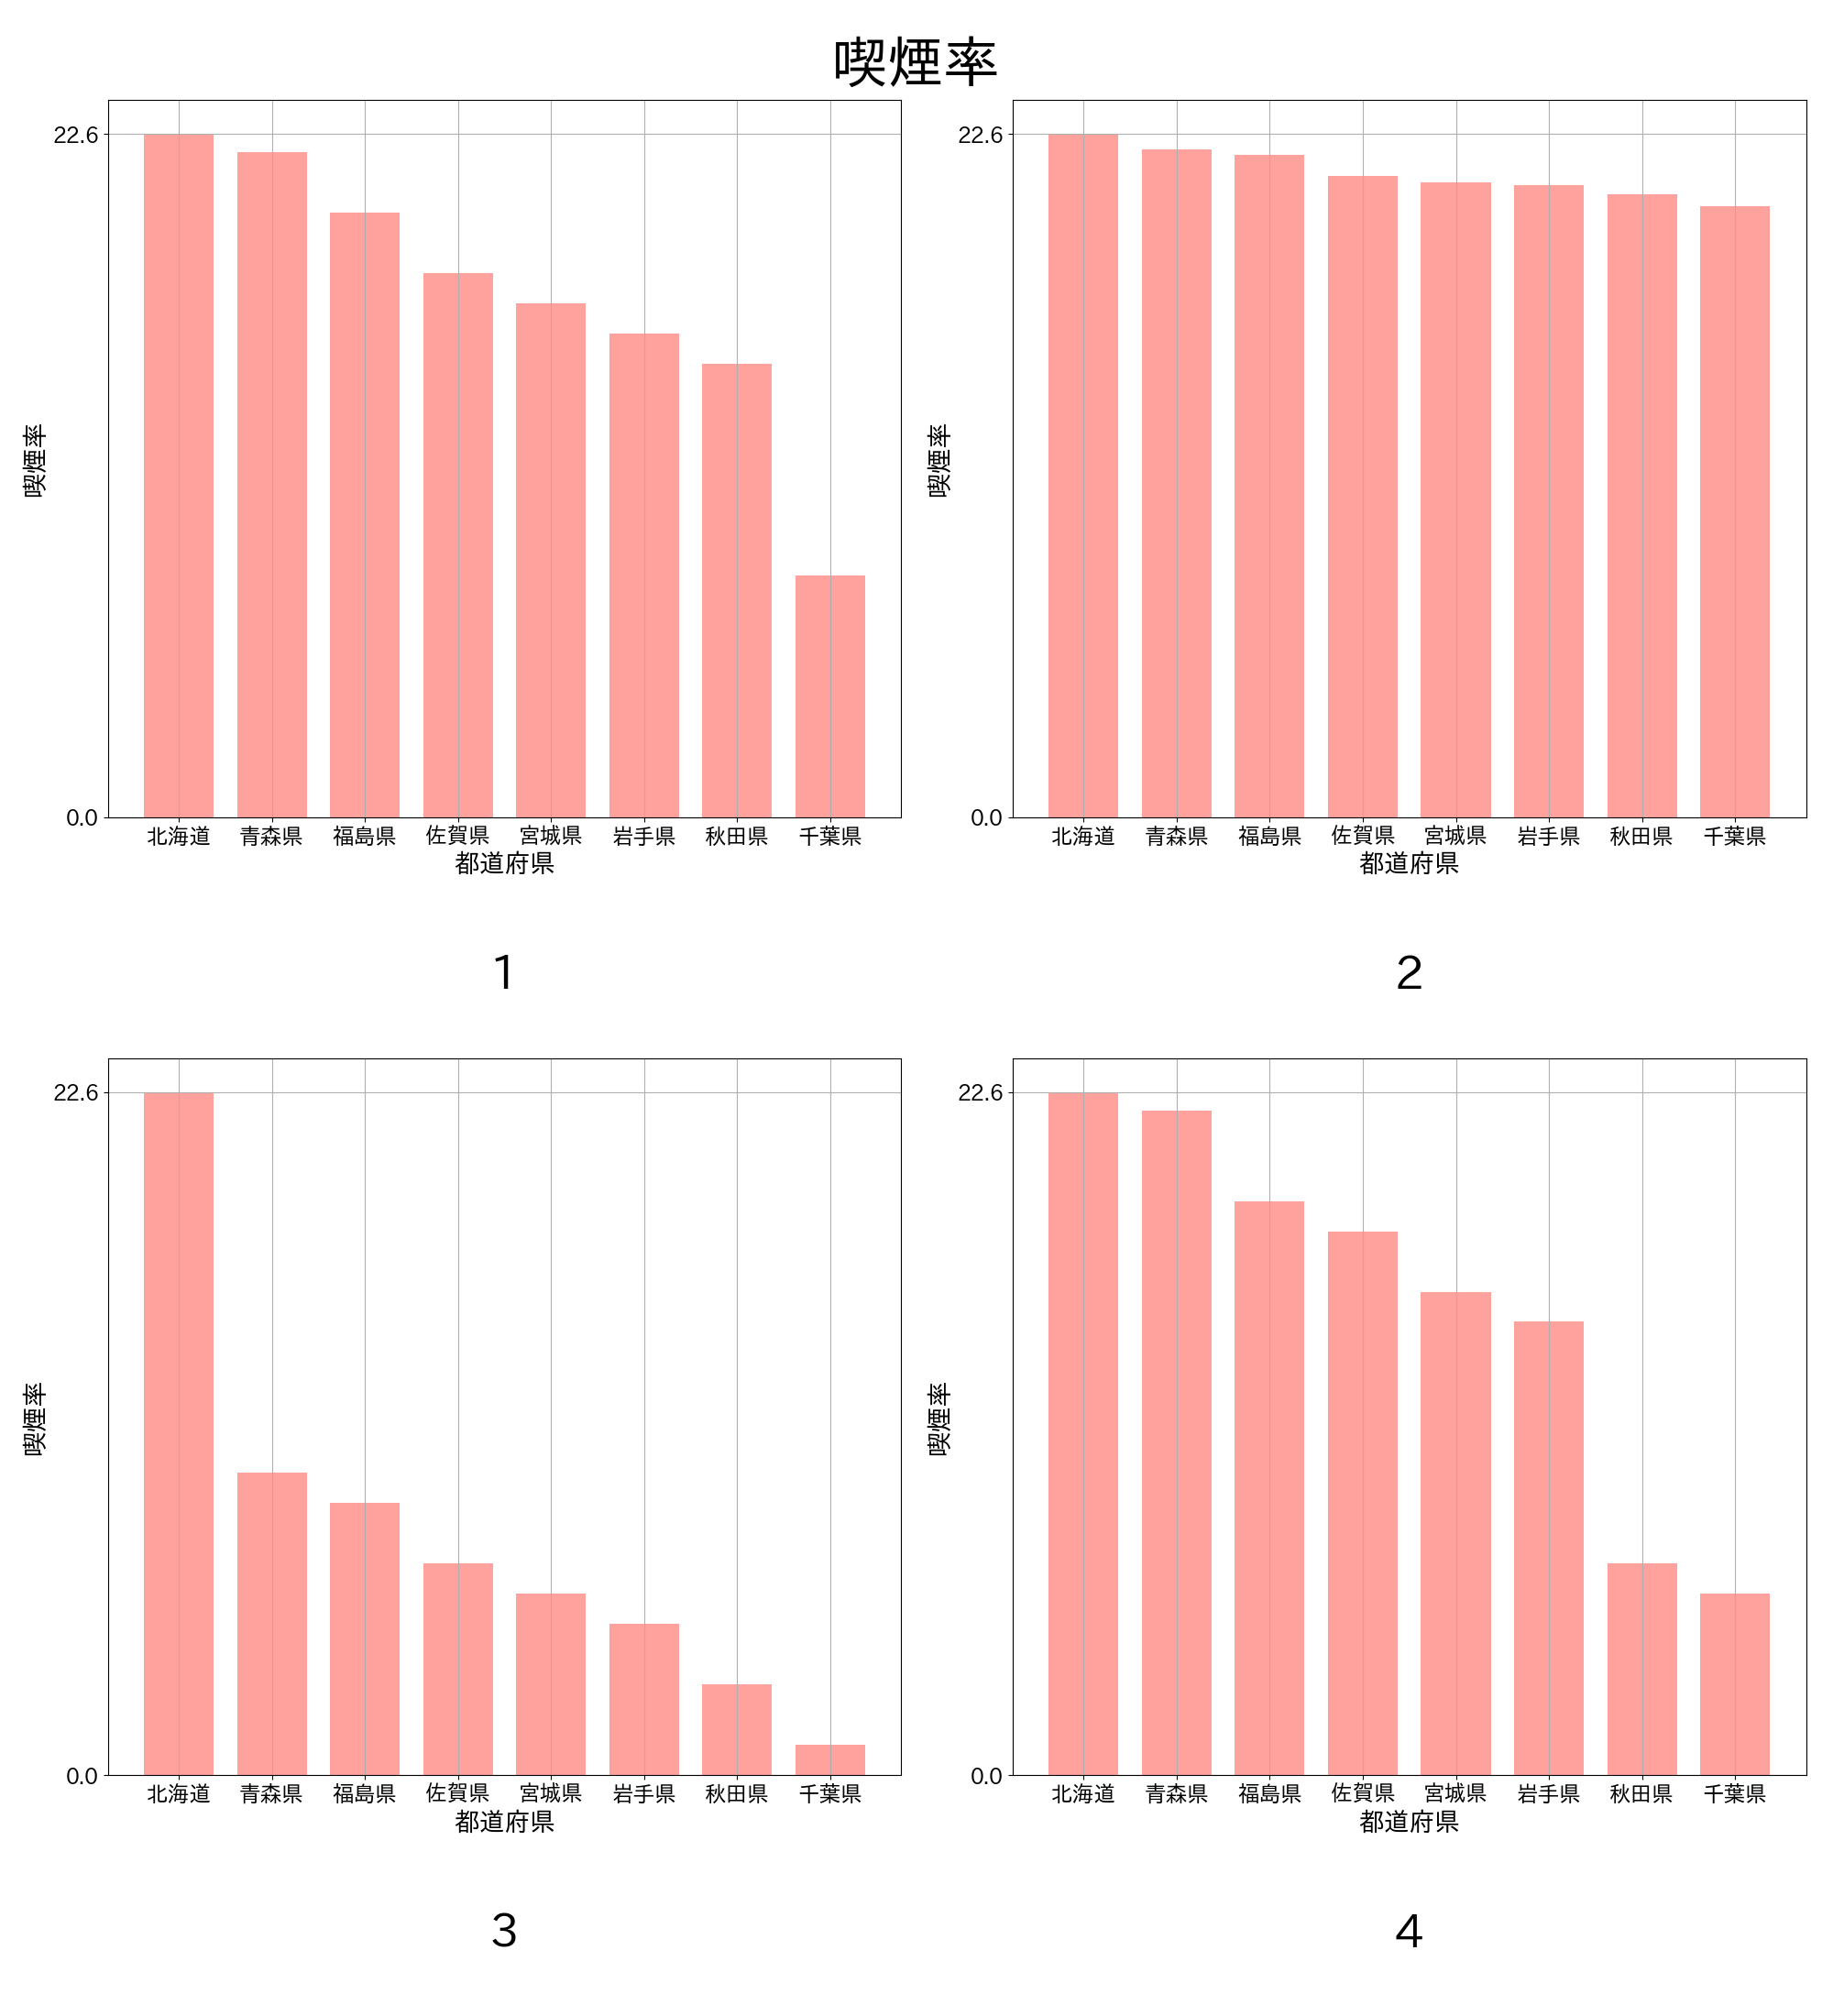 喫煙率
22.6
22.6
喫煙率
喫煙率
0.0
0.0
北海道 青森県 福島県 佐賀県 宮城県 岩手県 秋田県 千葉県
北海道 青森県 福島県 佐賀県 宮城県 岩手県 秋田県 千葉県
都道府県
都道府県
1
2
22.6
22.6
喫煙率
喫煙率
0.0
0.0
北海道 青森県 福島県 佐賀県 宮城県 岩手県 秋田県 千葉県
北海道 青森県 福島県 佐賀県 宮城県 岩手県 秋田県 千葉県
都道府県
都道府県
3
4